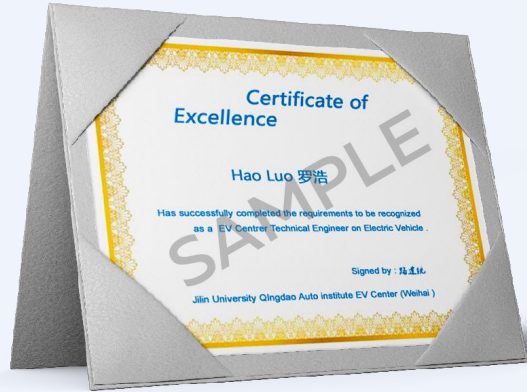 Certificate of
Excellence
Hao Luo 罗浩
Has successfully completed the requirements to be recognized
as a EV Centrer Technical Engineer on Electric Vehicle .
SAMPLE
Signed by :
Jilin University QIngdao Auto institute EV Center (Weihai )